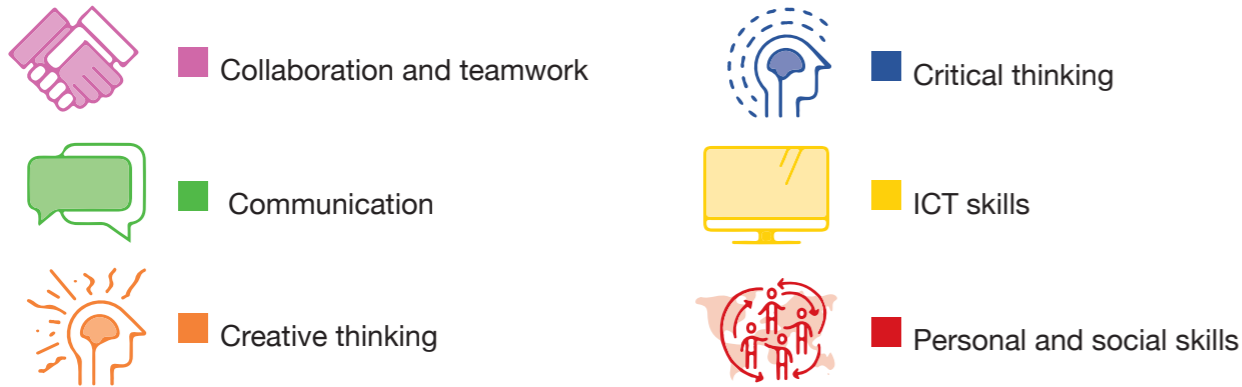 Collaboration and teamwork
Critical thinking
Communication
ICT skills
Creative thinking
Personal and social skills